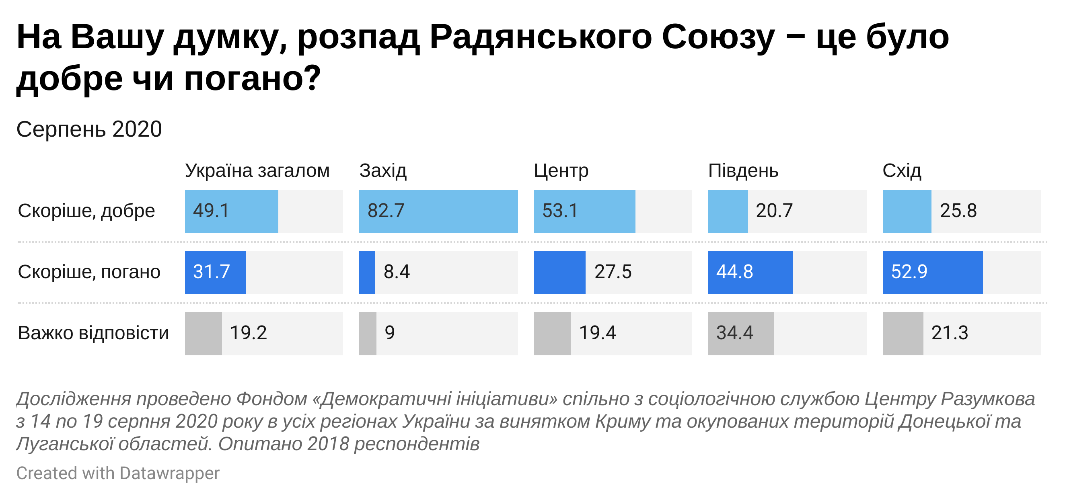 На Вашу думку, розпад Радянського Союзу – це було
добре чи погано?
Серпень 2020
Україна загалом Захід Центр Південь Схід
Скоріше, добре 49.1 82.7 53.1 20.7 25.8
Скоріше, погано 31.7 8.4 27.5 44.8 52.9
Важко відповісти 19.2 9 19.4 34.4 21.3
Дослідження проведено Фондом «Демократичні ініціативи» спільно з соціологічною службою Центру Разумкова
з 14 по 19 серпня 2020 року в усіх регіонах України за винятком Криму та окупованих територій Донецької та
Луганської областей. Опитано 2018 респондентів
Created with Datawrapper